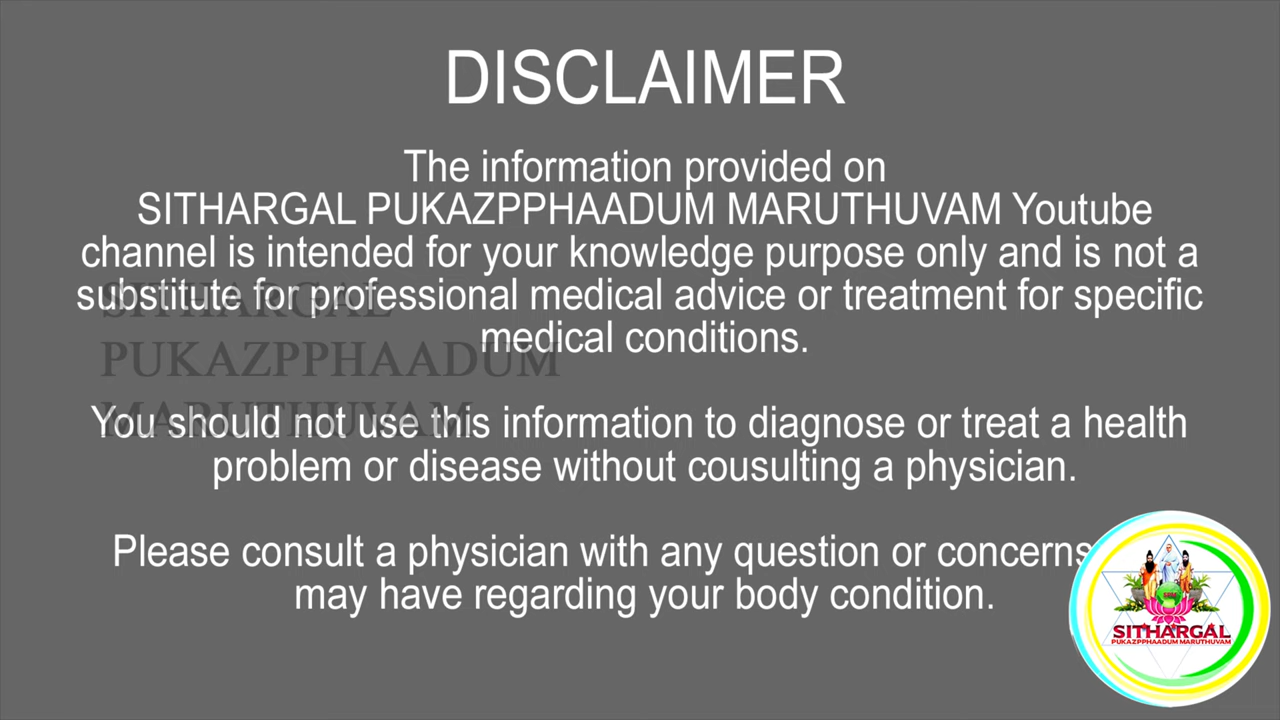 DISCLAIMER
The information provided on
SITHARGAL PUKAZPPHAADUM MARUTHUVAM Youtube
channel is intended for your knowledge purpose only and is not a
substitute for professional medical advice or treatment for specific
medical conditions.
SITHARGAL
PUKAZPPHAADUM
MARUTHUVAM
You should not use this information to diagnose or treat a health
problem or disease without cousulting a physician.
Please consult a physician with any question or concerns
may have regarding your body condition.
SITHARGAL
PUKAZPPHAADUM MARUTHUVAM